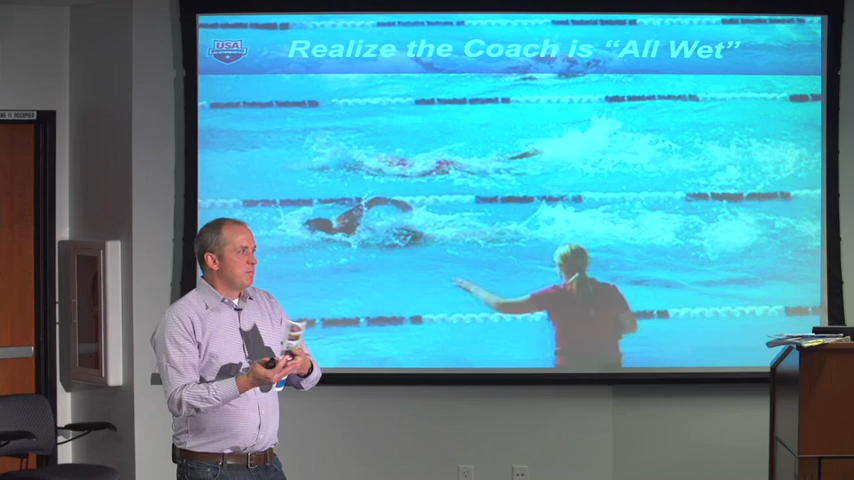 USA
Realize the Coach is “All Wet”